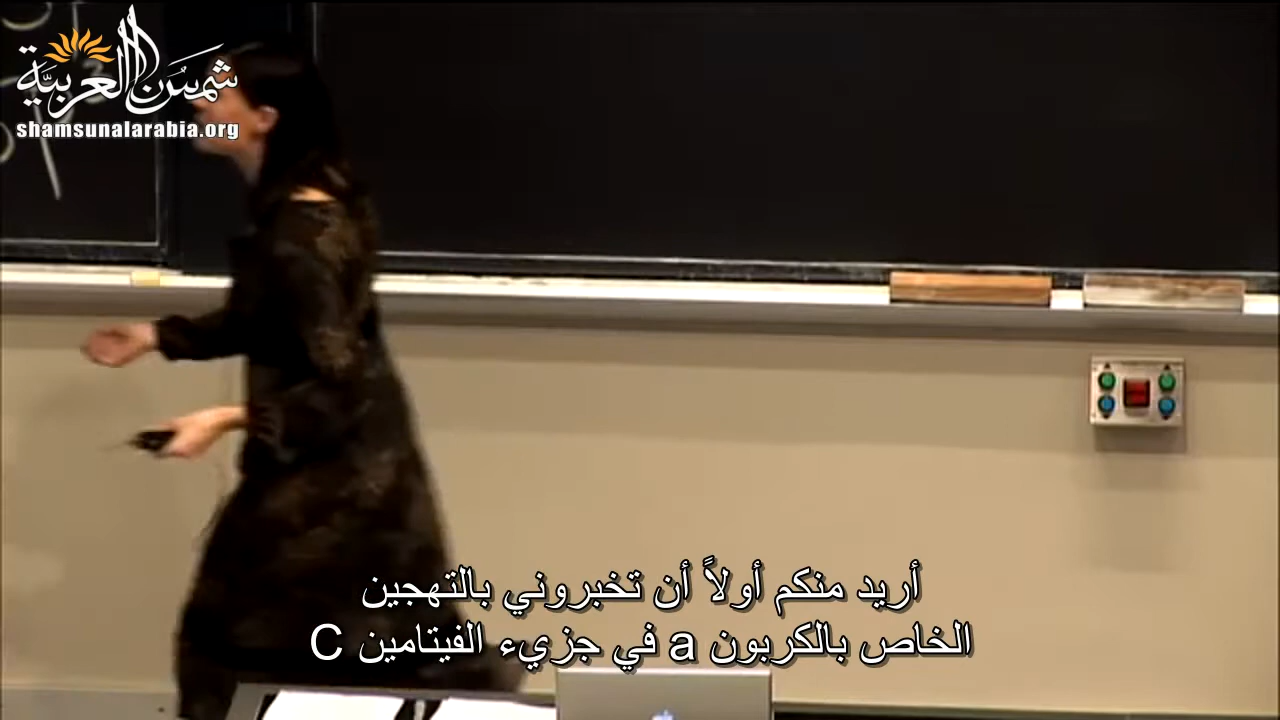 شمس العربية
shamsunalarabia.org
أريد منكم أولاً أن تخبروني بالتهجين
الخاص بالكربون a في جزيء الفيتامين C